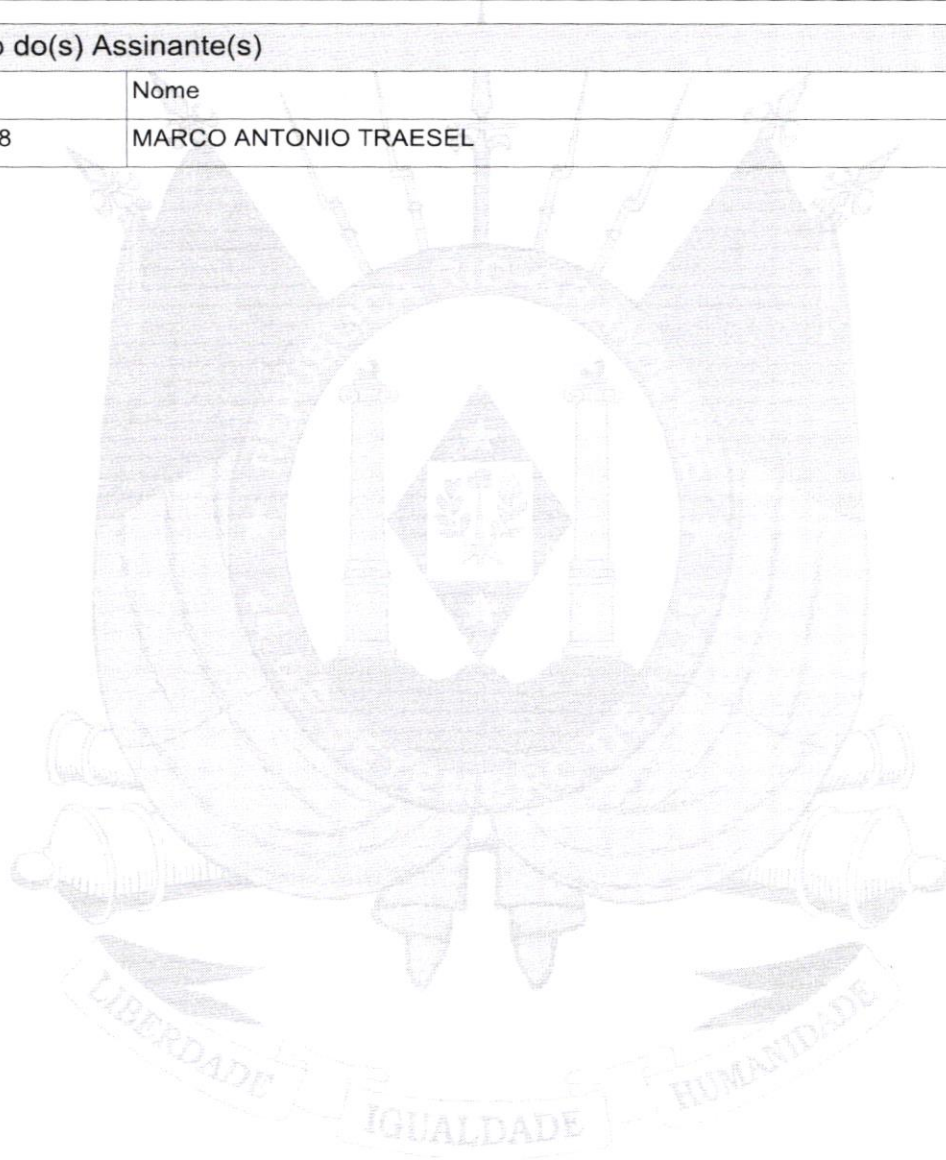 o do(s) Assinante(s)
Nome
8 MARCO ANTONIO TRAESEL
LIBERDADE
IGUALDADE
HUMANIDADE